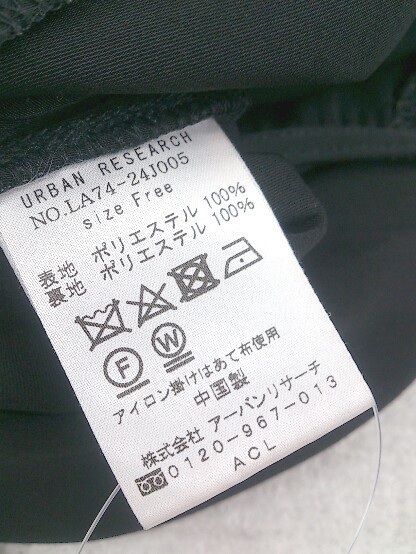 URBAN RESEARCH
NO.LA74-24J005
size Free
表地 ポリエステル 100%
裏地 ポリエステル 100%
F W
アイロン掛けはあて布使用
中国製
株式会社 アーバンリサーチ
0120-967-013
ACL